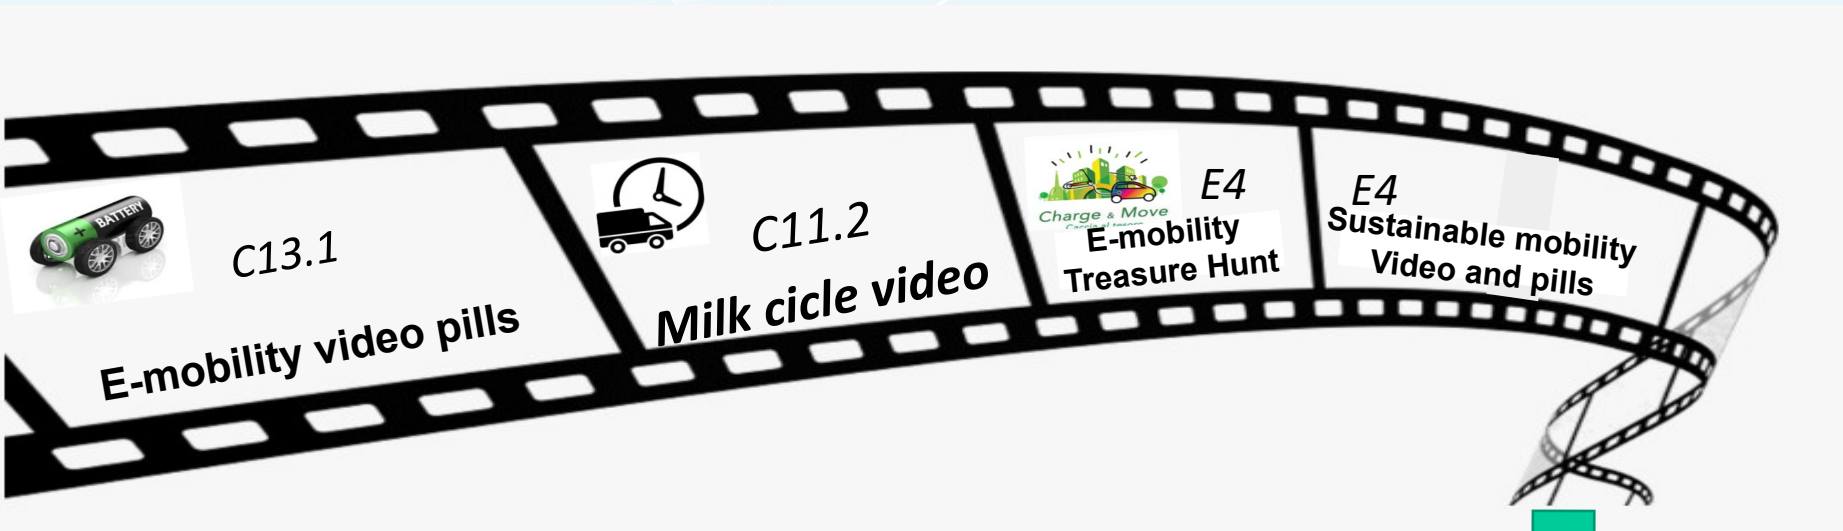 BATTERY
C13.1
E-mobility video pills
C11.2
Milk cicle video
Charge & Move
E4
E-mobility
Treasure Hunt
E4
Sustainable mobility
Video and pills